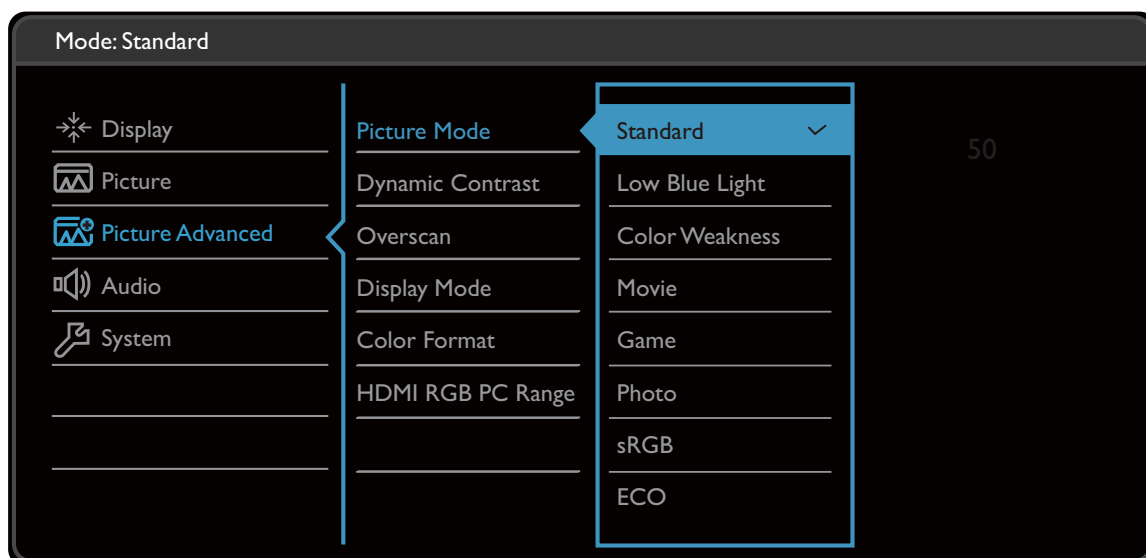 Mode: Standard
Display
Picture
Picture Advanced
Audio
System
Picture Mode
Dynamic Contrast
Overscan
Display Mode
Color Format
HDMI RGB PC Range
Standard
Low Blue Light
Color Weakness
Movie
Game
Photo
sRGB
ECO
50